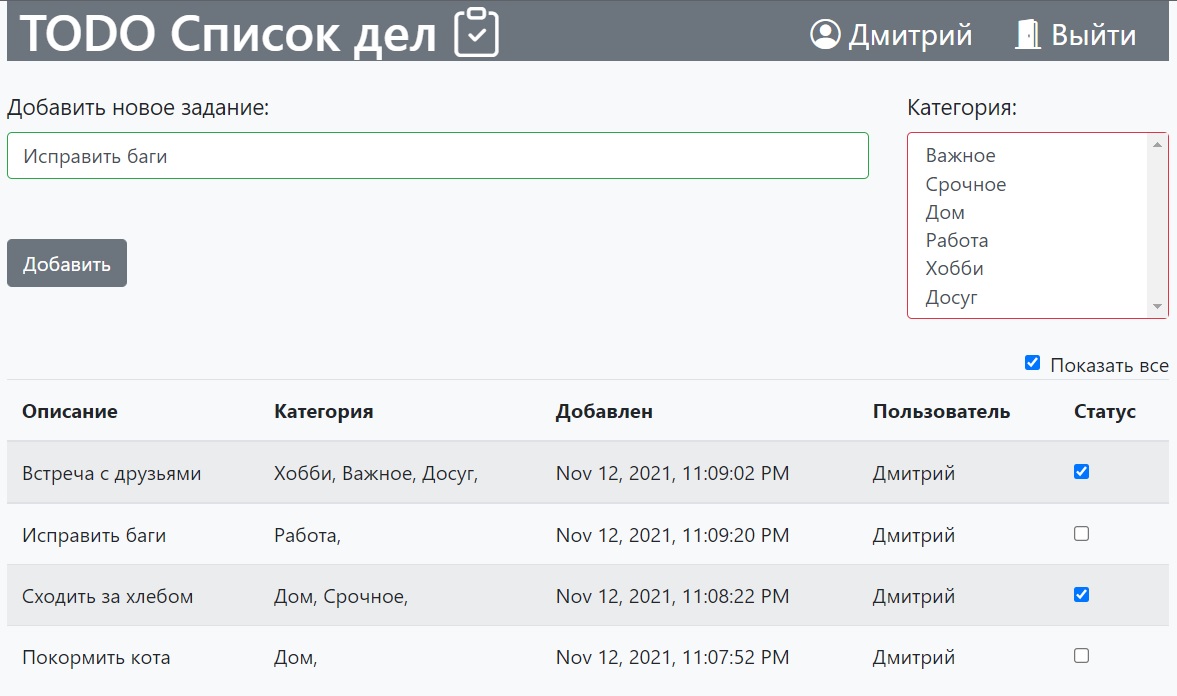 TODO Список дел
Дмитрий
Выйти
Добавить новое задание:
Исправить баги
Добавить
Категория:
Важное
Срочное
Дом
Работа
Хобби
Досуг
Показать все
Описание Категория Добавлен Пользователь Статус
Встреча с друзьями Хобби, Важное, Досуг, Nov 12, 2021, 11:09:02 PM Дмитрий
Исправить баги Работа, Nov 12, 2021, 11:09:20 PM Дмитрий
Сходить за хлебом Дом, Срочное, Nov 12, 2021, 11:08:22 PM Дмитрий
Покормить кота Дом, Nov 12, 2021, 11:07:52 PM Дмитрий